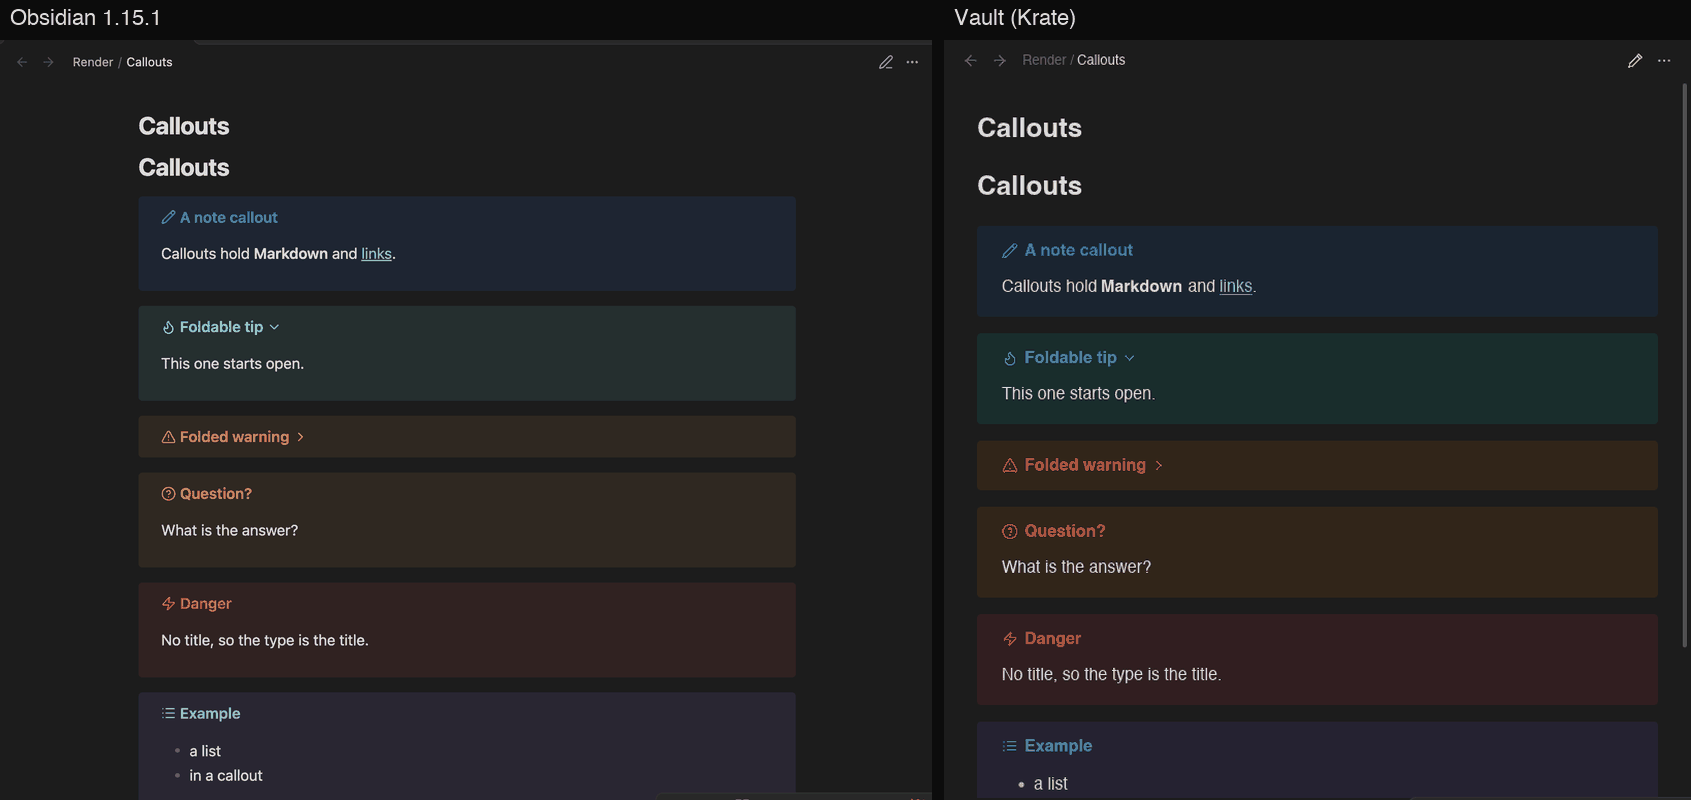 Obsidian 1.15.1
Render / Callouts
Callouts
Callouts
A note callout
Callouts hold Markdown and links.
Foldable tip
This one starts open.
Folded warning
Question?
What is the answer?
Danger
No title, so the type is the title.
Example
a list
in a callout
Vault (Krate)
Render / Callouts
Callouts
Callouts
A note callout
Callouts hold Markdown and links.
Foldable tip
This one starts open.
Folded warning
Question?
What is the answer?
Danger
No title, so the type is the title.
Example
a list